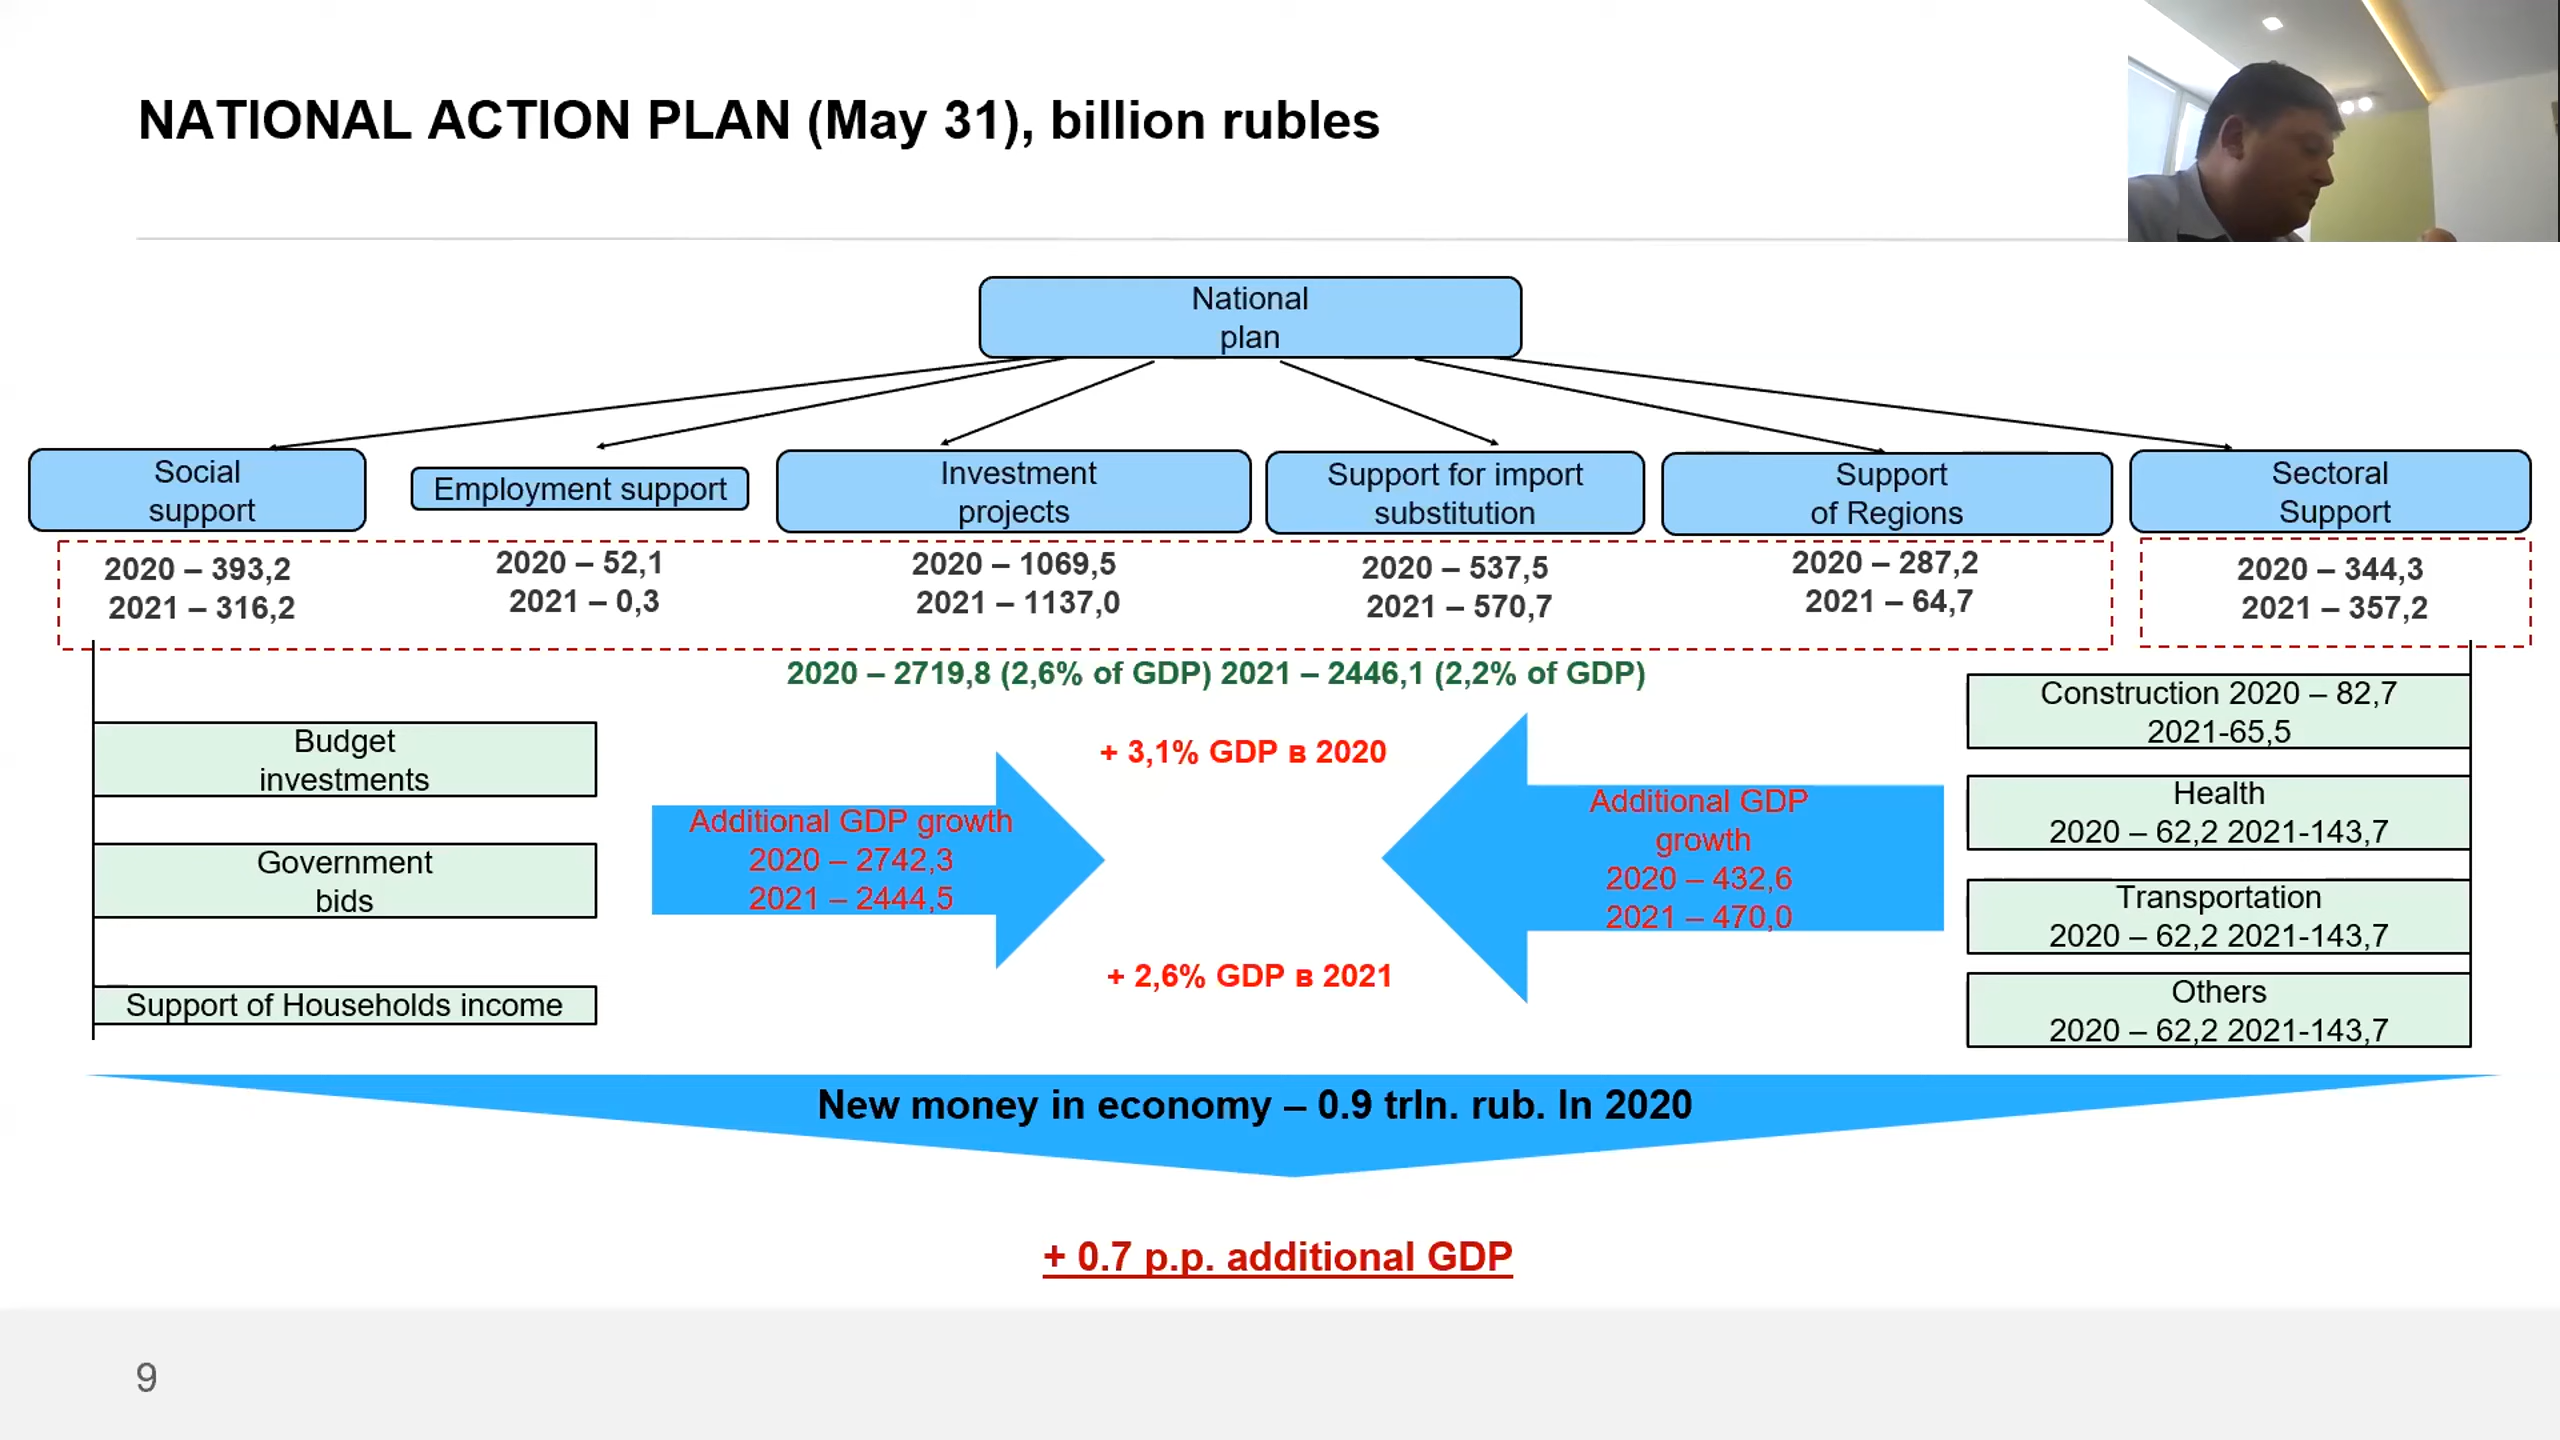 NATIONAL ACTION PLAN (May 31), billion rubles
National
plan
Social
support
Employment support
Investment
projects
Support for import
substitution
Support
of Regions
Sectoral
Support
2020 – 393,2
2021 – 316,2
2020 – 52,1
2021 – 0,3
2020 – 1069,5
2021 – 1137,0
2020 – 537,5
2021 – 570,7
2020 – 287,2
2021 – 64,7
2020 – 344,3
2021 – 357,2
2020 – 2719,8 (2,6% of GDP) 2021 – 2446,1 (2,2% of GDP)
Budget
investments
Government
bids
Support of Households income
Additional GDP growth
2020 – 2742,3
2021 – 2444,5
+ 3,1% GDP в 2020
+ 2,6% GDP в 2021
Additional GDP
growth
2020 – 432,6
2021 – 470,0
Construction 2020 – 82,7
2021-65,5
Health
2020 – 62,2 2021-143,7
Transportation
2020 – 62,2 2021-143,7
Others
2020 – 62,2 2021-143,7
New money in economy – 0.9 trln. rub. In 2020
+ 0.7 p.p. additional GDP
9